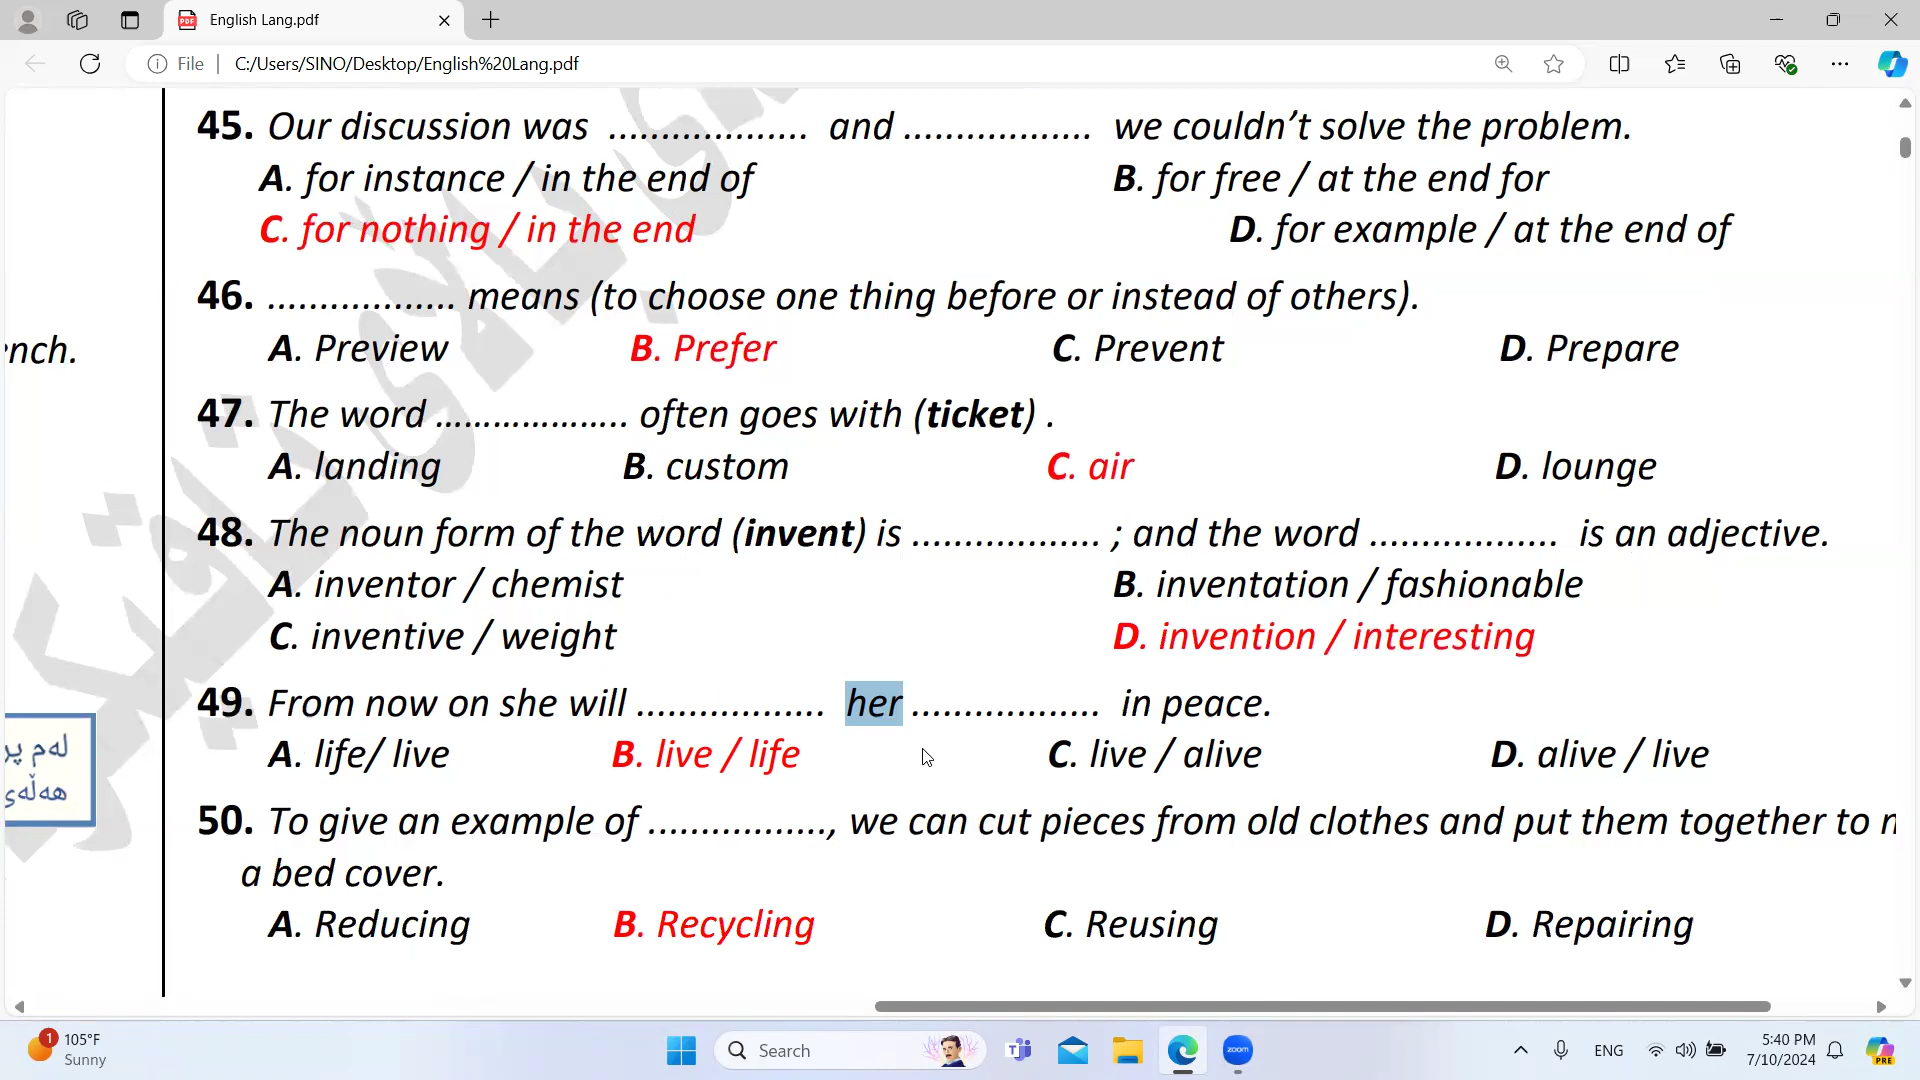 English Lang.pdf
File
C:/Users/SINO/Desktop/English%20Lang.pdf
45. Our discussion was .................. and .................. we couldn't solve the problem.
A. for instance / in the end of B. for free / at the end for
C. for nothing / in the end D. for example / at the end of
46. .................. means (to choose one thing before or instead of others).
A. Preview B. Prefer C. Prevent D. Prepare
47. The word .................. often goes with (ticket) .
A. landing B. custom C. air D. lounge
48. The noun form of the word (invent) is .................. ; and the word .................. is an adjective.
A. inventor / chemist B. inventation / fashionable
C. inventive / weight D. invention / interesting
49. From now on she will .................. her .................. in peace.
A. life/ live B. live / life C. live / alive D. alive / live
50. To give an example of .................., we can cut pieces from old clothes and put them together to
a bed cover.
A. Reducing B. Recycling C. Reusing D. Repairing
لەم
1
105°F
Sunny
Search
zoom
ENG
5:40 PM
7/10/2024
PRE